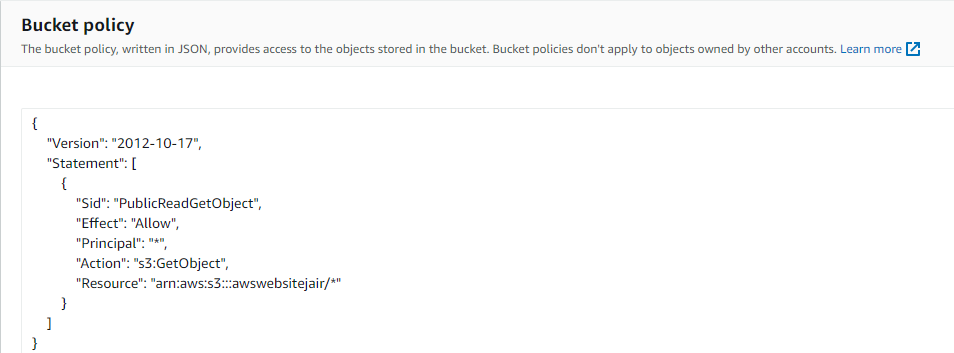 Bucket policy
The bucket policy, written in JSON, provides access to the objects stored in the bucket. Bucket policies don't apply to objects owned by other accounts. Learn more
{
"Version": "2012-10-17",
"Statement": [
{
"Sid": "PublicReadGetObject",
"Effect": "Allow",
"Principal": "*",
"Action": "s3:GetObject",
"Resource": "arn:aws:s3:::awswebsitejair/*"
}
]
}